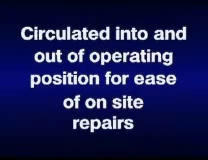 Circulated into and
out of operating
position for ease
of on site
repairs